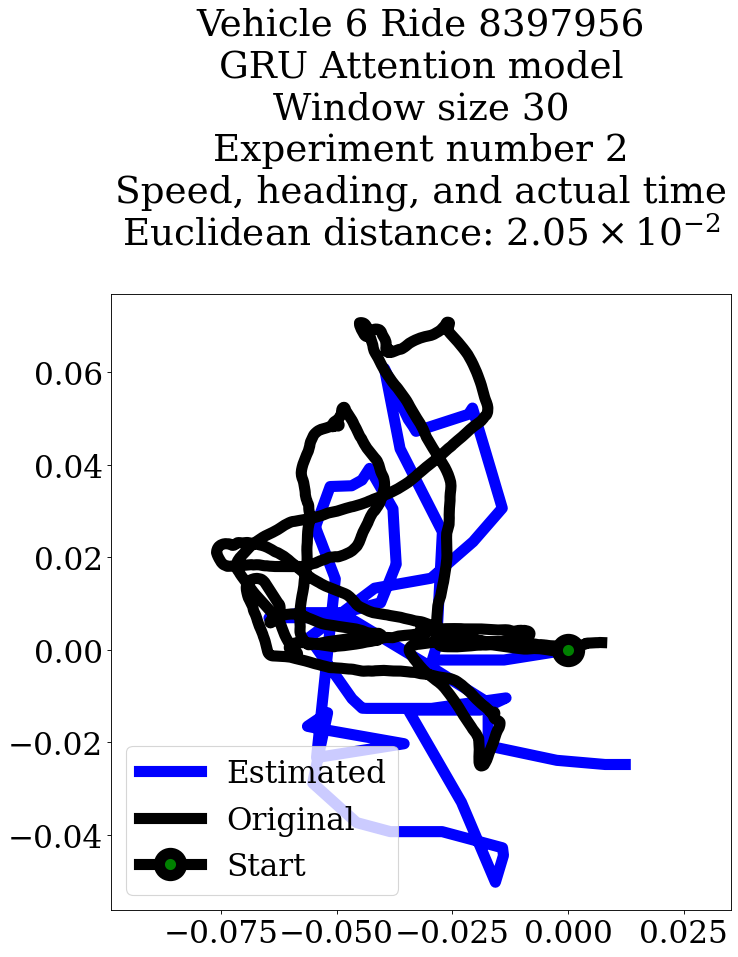 Vehicle 6 Ride 8397956
GRU Attention model
Window size 30
Experiment number 2
Speed, heading, and actual time
Euclidean distance: 2.05 × 10⁻²
0.06
0.04
0.02
0.00
−0.02
−0.04
Estimated
Original
Start
−0.075 −0.050 −0.025 0.000 0.025